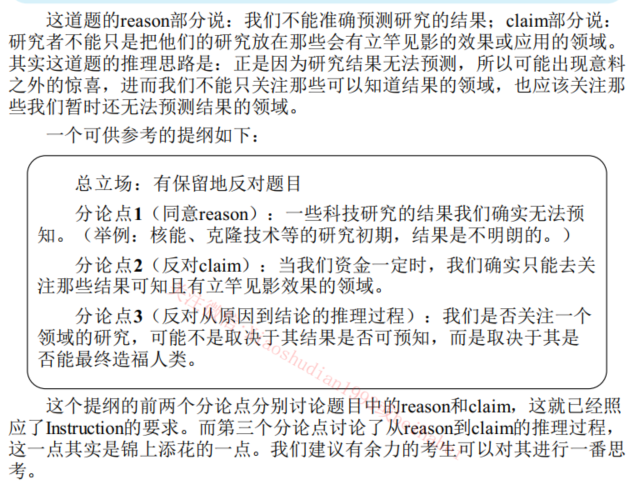 这道题的reason部分说：我们不能准确预测研究的结果；claim部分说：
研究者不能只是把他们的研究放在那些会有立竿见影的效果或应用的领域。
其实这道题的推理思路是：正是因为研究结果无法预测，所以可能出现意料
之外的惊喜，进而我们不能只关注那些可以知道结果的领域，也应该关注那
些我们暂时还无法预测结果的领域。
一个可供参考的提纲如下：
总立场：有保留地反对题目
分论点1（同意reason）：一些科技研究的结果我们确实无法预
知。（举例：核能、克隆技术等的研究初期，结果是不明朗的。）
分论点2（反对claim）：当我们资金一定时，我们确实只能去关
注那些结果可知且有立竿见影效果的领域。
分论点3（反对从原因到结论的推理过程）：我们是否关注一个
领域的研究，可能不是取决于其结果是否可预知，而是取决于其是
否能最终造福人类。
这个提纲的前两个分论点分别讨论题目中的reason和claim，这就已经照
应了Instruction的要求。而第三个分论点讨论了从reason到claim的推理过程，
这一点其实是锦上添花的一点。我们建议有余力的考生可以对其进行一番思
考。